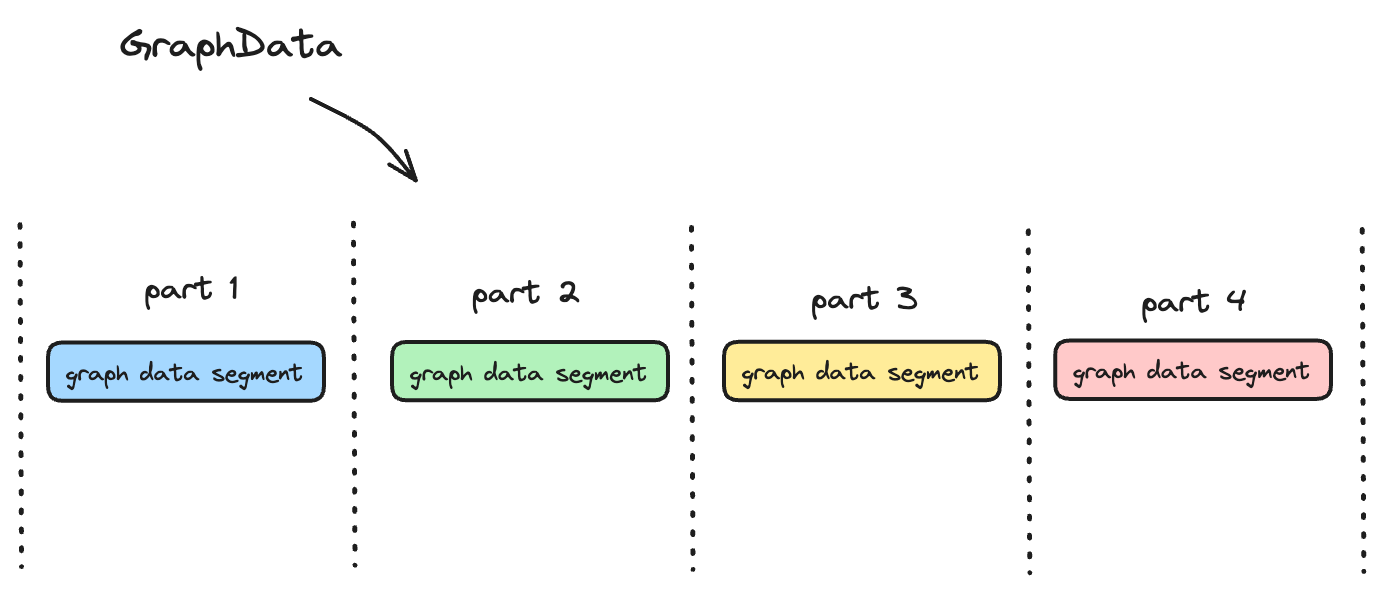 GraphData
part 1
part 2
part 3
part 4
graph data segment
graph data segment
graph data segment
graph data segment